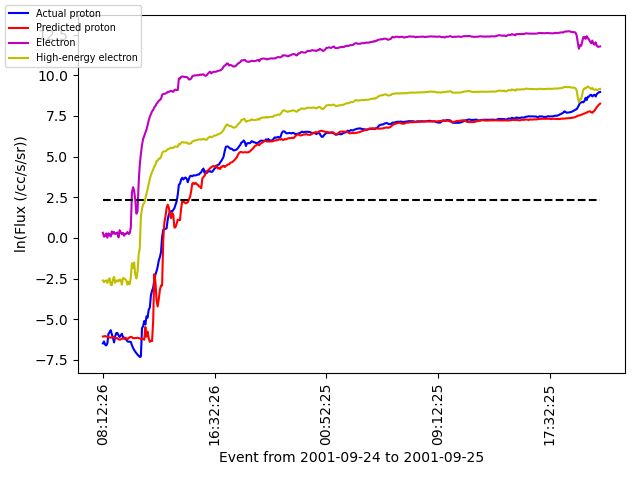 Actual proton
Predicted proton
Electron
High-energy electron
12.5
10.0
7.5
5.0
2.5
0.0
−2.5
−5.0
−7.5
ln(Flux (/cc/s/sr))
08:12:26
16:32:26
00:52:25
09:12:25
17:32:25
Event from 2001-09-24 to 2001-09-25